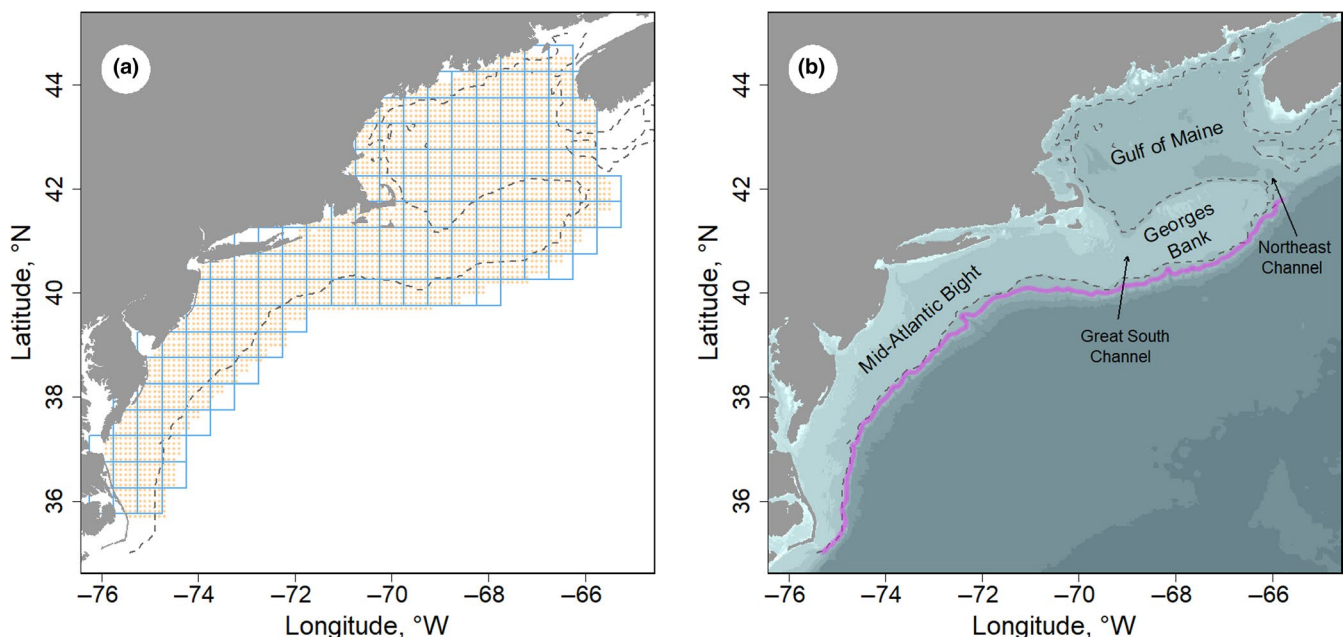 (a)
44
42
40
38
36
Latitude, °N
–76
–74
–72
–70
–68
–66
Longitude, °W
(b)
44
42
40
38
36
Latitude, °N
Gulf of Maine
Georges
Bank
Northeast
Channel
Mid-Atlantic Bight
Great South
Channel
–76
–74
–72
–70
–68
–66
Longitude, °W